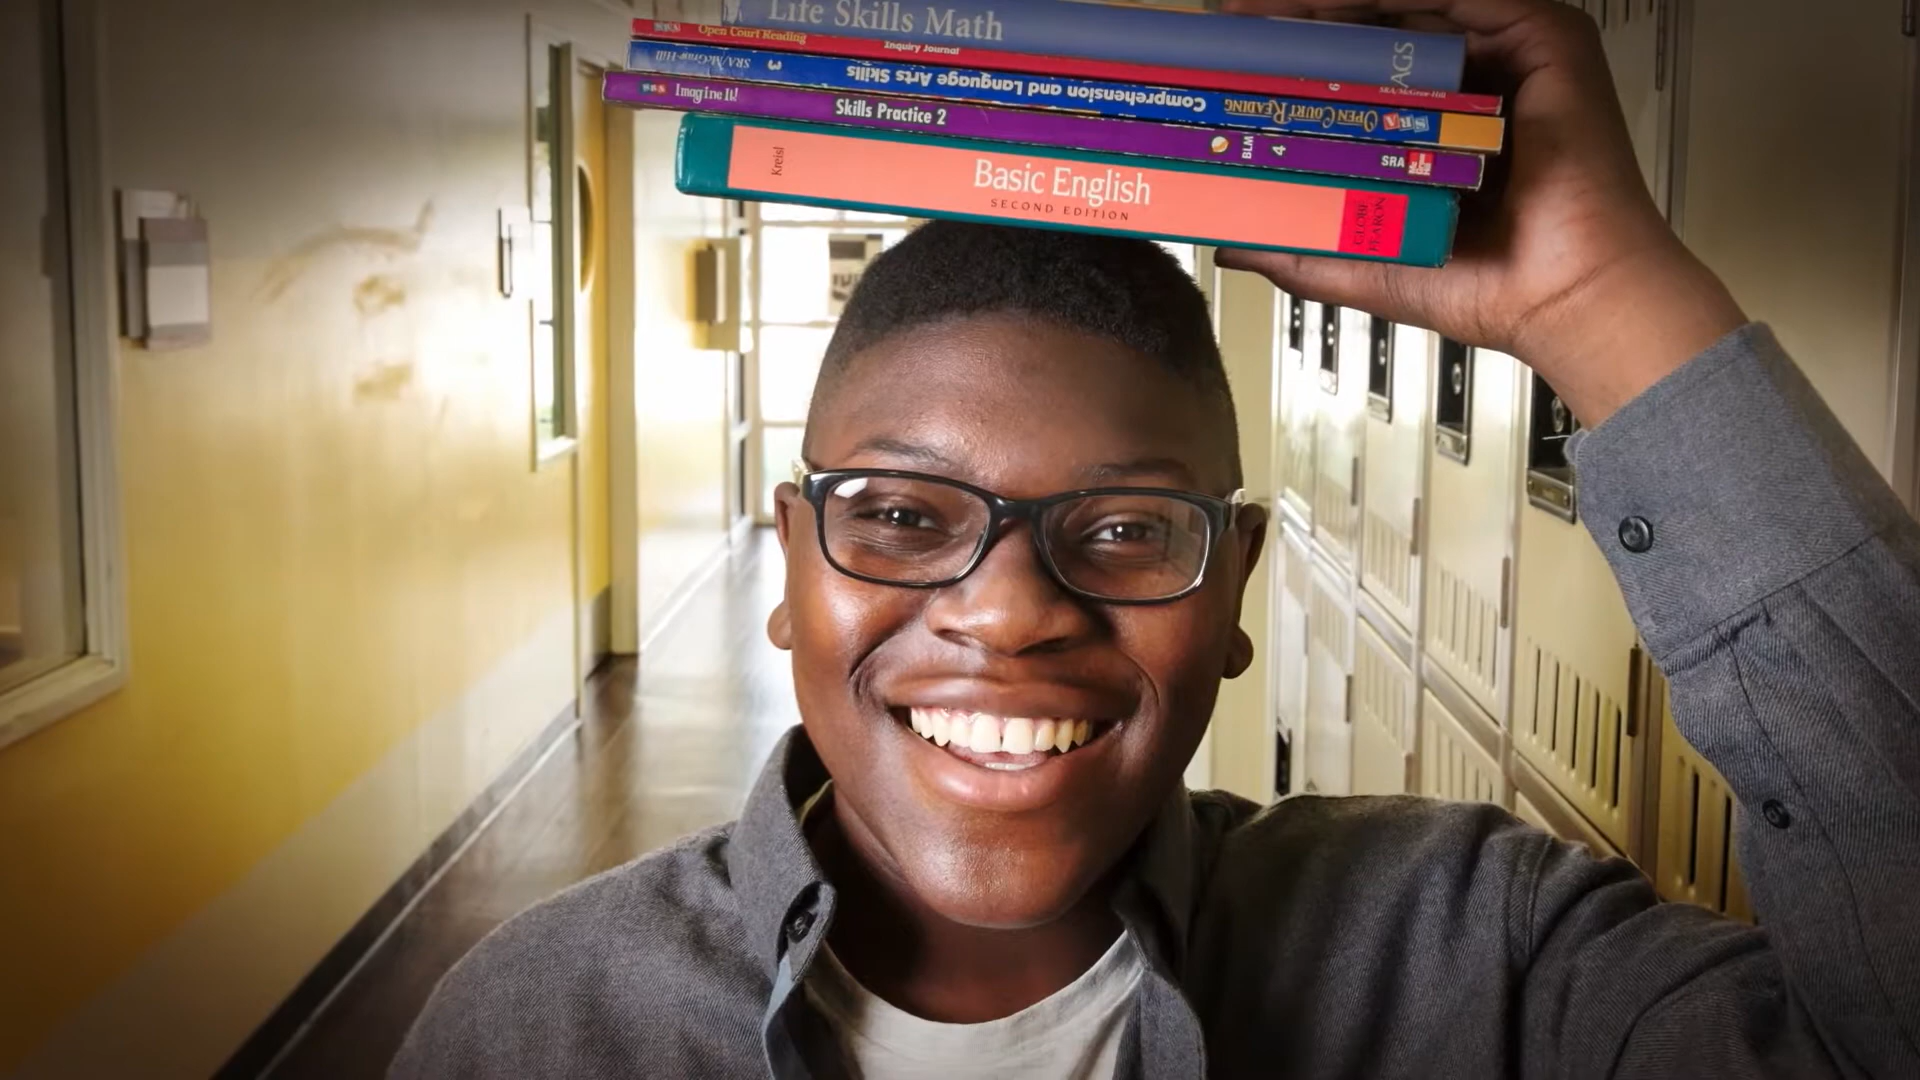 Life Skills Math
AGS
Open Court Reading
Inquiry Journal
6
SRA/McGraw-Hill
SRA/McGraw-Hill
3
Comprehension and Language Arts Skills
OPEN COURT READING
SRA
Imagine It!
Skills Practice 2
BLM
4
SRA
Kreisl
Basic English
SECOND EDITION
GLOBE
FEARON